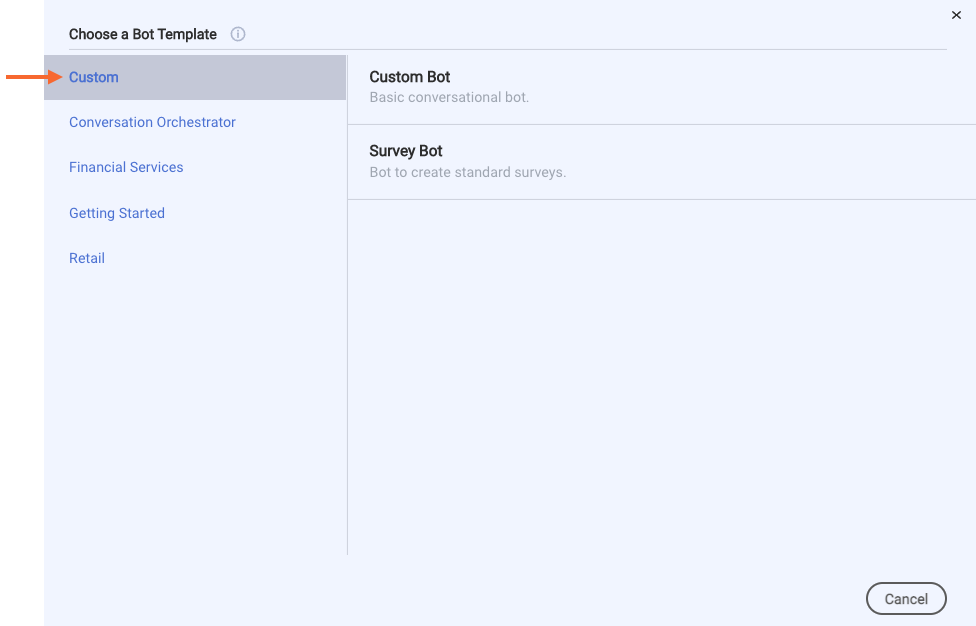 Choose a Bot Template
Custom
Conversation Orchestrator
Financial Services
Getting Started
Retail
Custom Bot
Basic conversational bot.
Survey Bot
Bot to create standard surveys.
Cancel